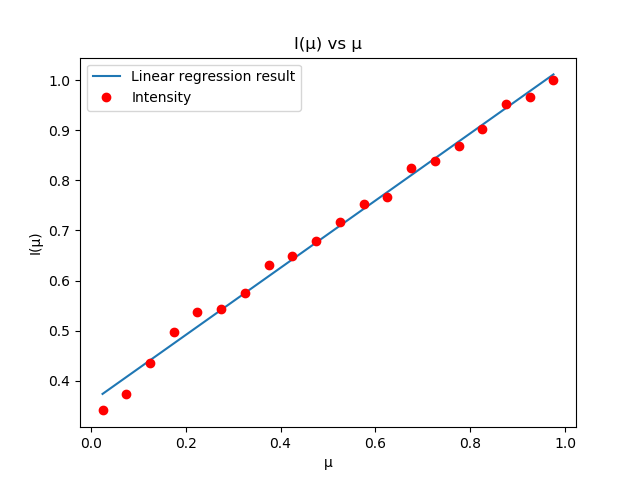 I(μ) vs μ
Linear regression result
Intensity
1.0
0.9
0.8
0.7
0.6
0.5
0.4
I(μ)
0.0 0.2 0.4 0.6 0.8 1.0
μ